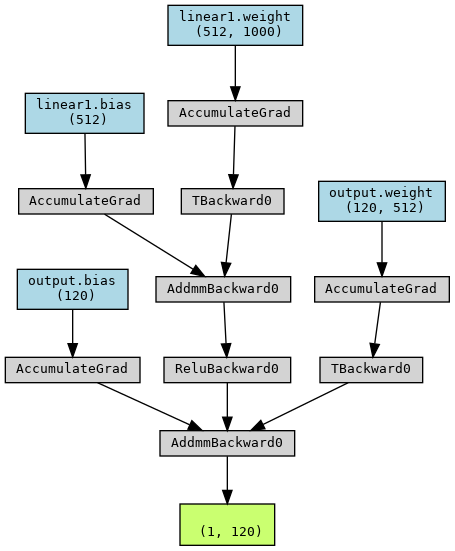 linear1.weight
(512, 1000)
linear1.bias
(512)
AccumulateGrad
AccumulateGrad
TBackward0
output.weight
(120, 512)
output.bias
(120)
AddmmBackward0
AccumulateGrad
AccumulateGrad
ReluBackward0
TBackward0
AddmmBackward0
(1, 120)